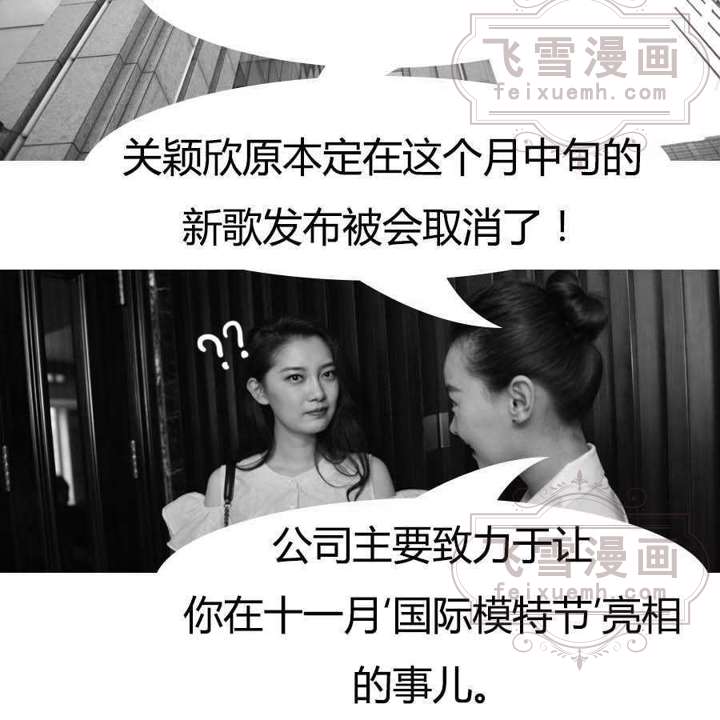 飞雪漫画
feixuemh.com
关颖欣原本定在这个月中旬的
新歌发布被会取消了！
??
公司主要致力于让
你在十一月‘国际模特节’亮相
的事儿。
飞雪漫画
feixuemh.com